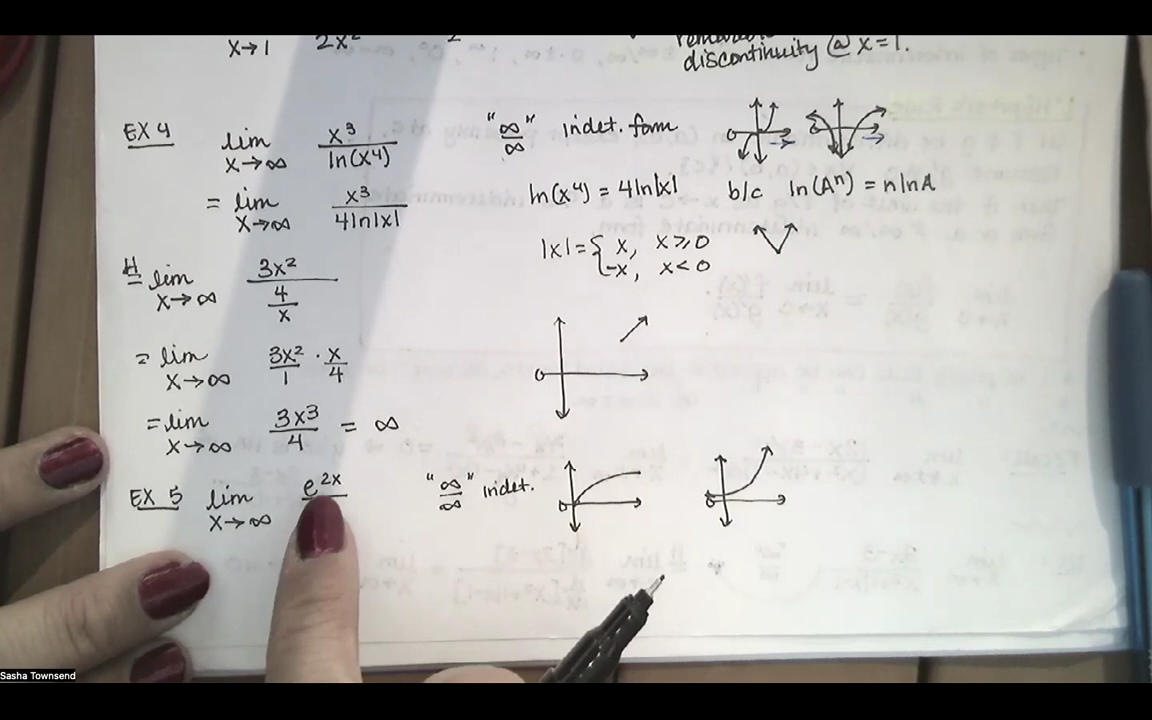 x→1 2x²
discontinuity @ x=1.
EX 4 lim x→∞ x³/ln(x⁴) "∞/∞" indet. form
= lim x→∞ x³/4ln|x| ln(x⁴) = 4ln|x| b/c ln(Aⁿ) = n ln A
|x| = { x, x ≥ 0
-x, x < 0
H= lim x→∞ 3x²/(4/x)
= lim x→∞ 3x²/1 · x/4
= lim x→∞ 3x³/4 = ∞
EX 5 lim x→∞ e^2x "∞/∞" indet.
Sasha Townsend